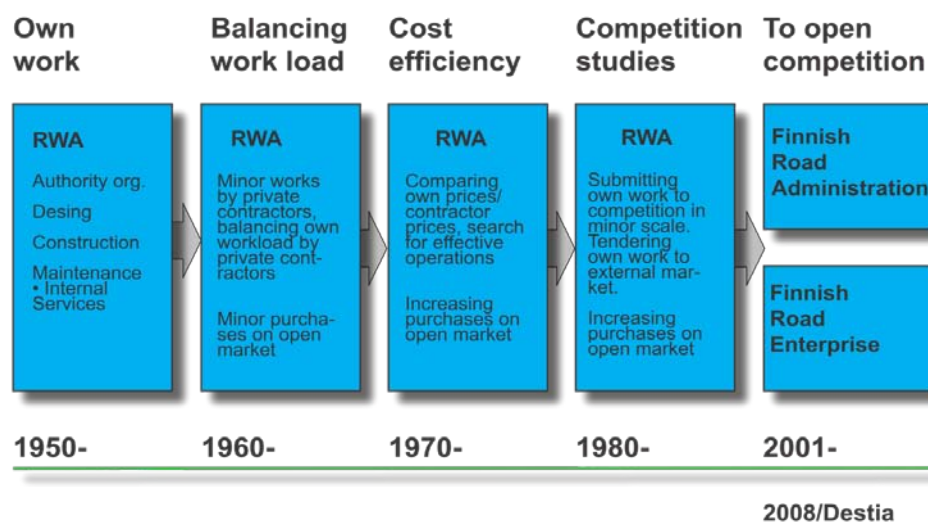 Own
work
Balancing
work load
Cost
efficiency
Competition
studies
To open
competition
RWA
Authority org.
Desing
Construction
Maintenance
• Internal
Services
RWA
Minor works
by private
contractors,
balancing own
workload by
private cont-
ractors
Minor purcha-
ses on open
market
RWA
Comparing
own prices/
contractor
prices, search
for effective
operations
Increasing
purchases on
open market
RWA
Submitting
own work to
competition in
minor scale.
Tendering
own work to
external mar-
ket.
Increasing
purchases on
open market
Finnish
Road
Administration
Finnish
Road
Enterprise
1950-
1960-
1970-
1980-
2001-
2008/Destia